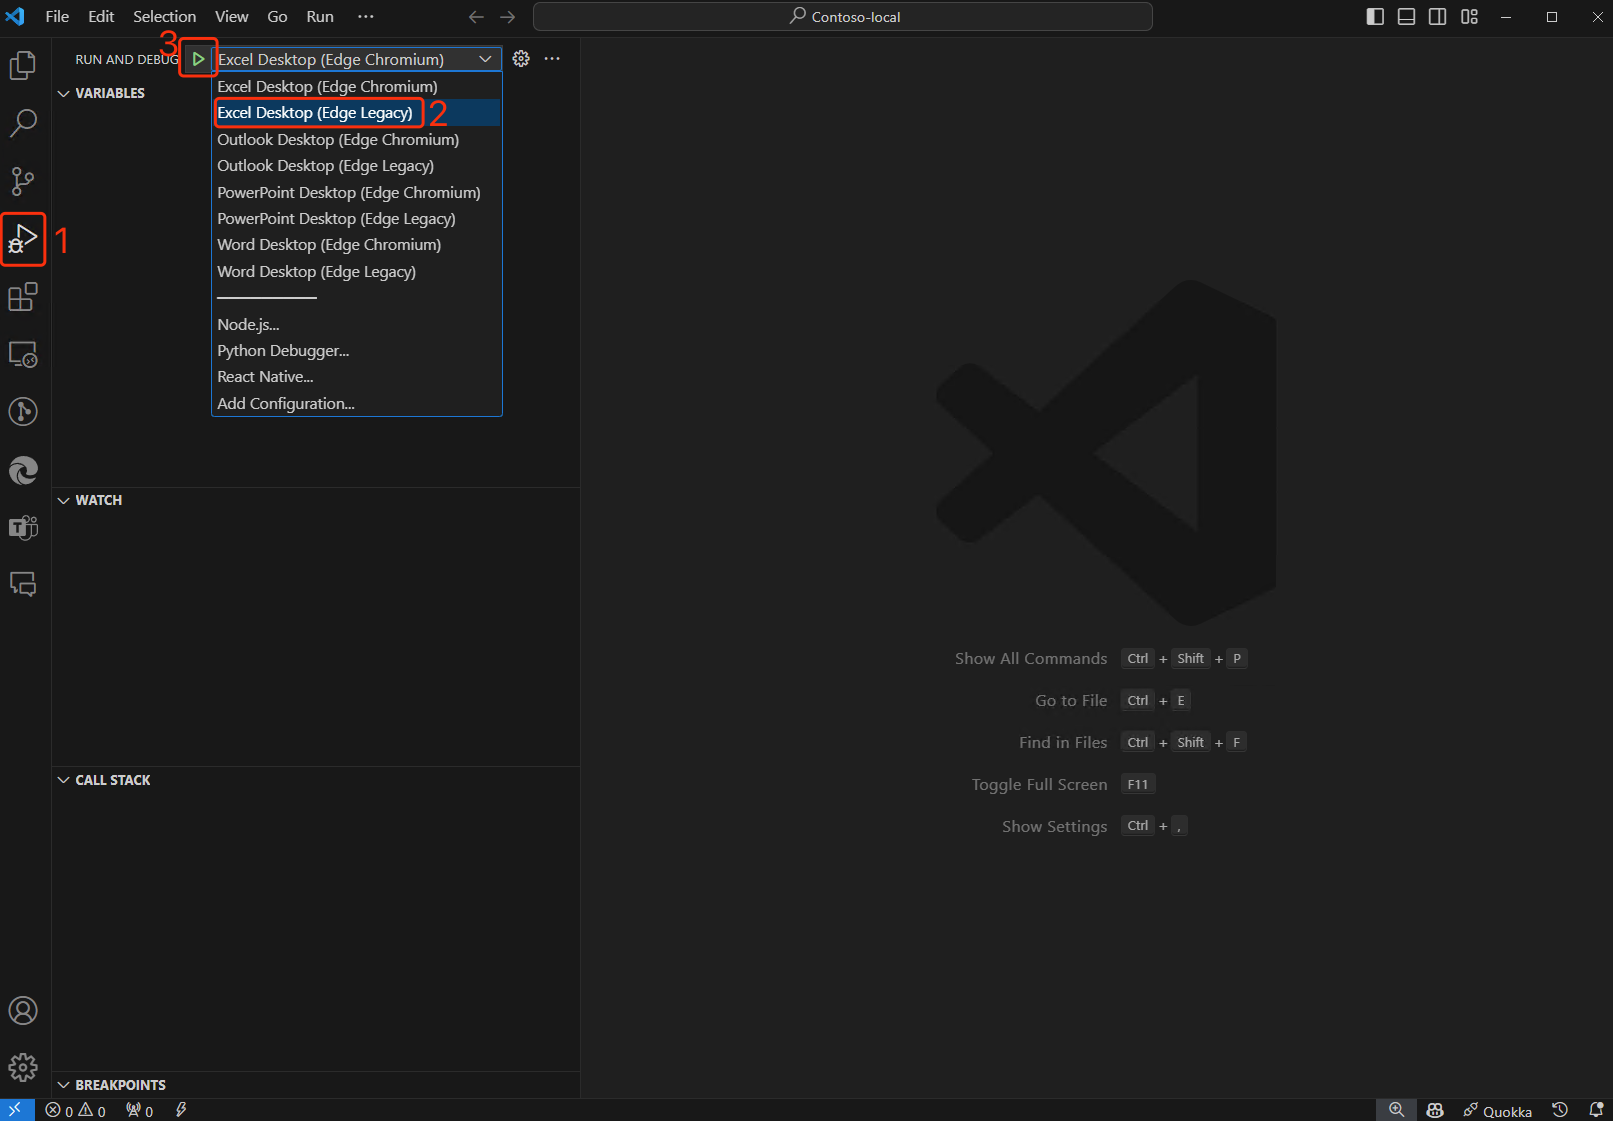 File Edit Selection View Go Run ···
Contoso-local
3
RUN AND DEBUG Excel Desktop (Edge Chromium)
VARIABLES
Excel Desktop (Edge Chromium)
Excel Desktop (Edge Legacy) 2
Outlook Desktop (Edge Chromium)
Outlook Desktop (Edge Legacy)
PowerPoint Desktop (Edge Chromium)
PowerPoint Desktop (Edge Legacy)
1
Word Desktop (Edge Chromium)
Word Desktop (Edge Legacy)
Node.js...
Python Debugger...
React Native...
Add Configuration...
WATCH
Show All Commands Ctrl + Shift + P
Go to File Ctrl + E
Find in Files Ctrl + Shift + F
CALL STACK
Toggle Full Screen F11
Show Settings Ctrl + ,
BREAKPOINTS
0 0 0 Quokka